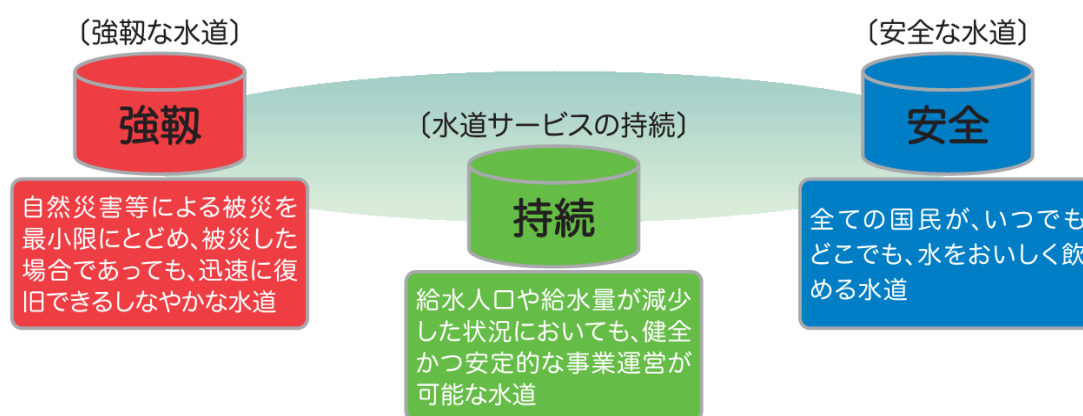 〔強靱な水道〕
強靱
自然災害等による被災を
最小限にとどめ、被災した
場合であっても、迅速に復
旧できるしなやかな水道
〔水道サービスの持続〕
持続
給水人口や給水量が減少
した状況においても、健全
かつ安定的な事業運営が
可能な水道
〔安全な水道〕
安全
全ての国民が、いつでも
どこでも、水をおいしく飲
める水道